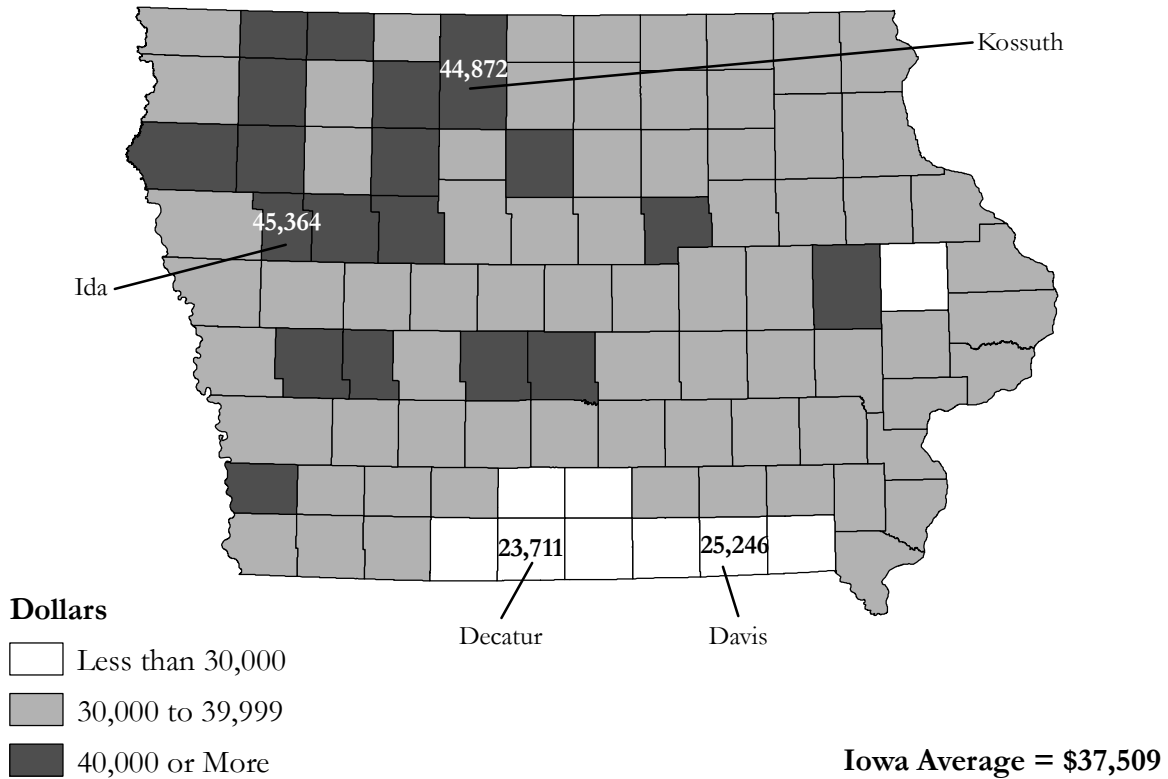 Kossuth
44,872
45,364
Ida
23,711
25,246
Decatur
Davis
Dollars
Less than 30,000
30,000 to 39,999
40,000 or More
Iowa Average = $37,509